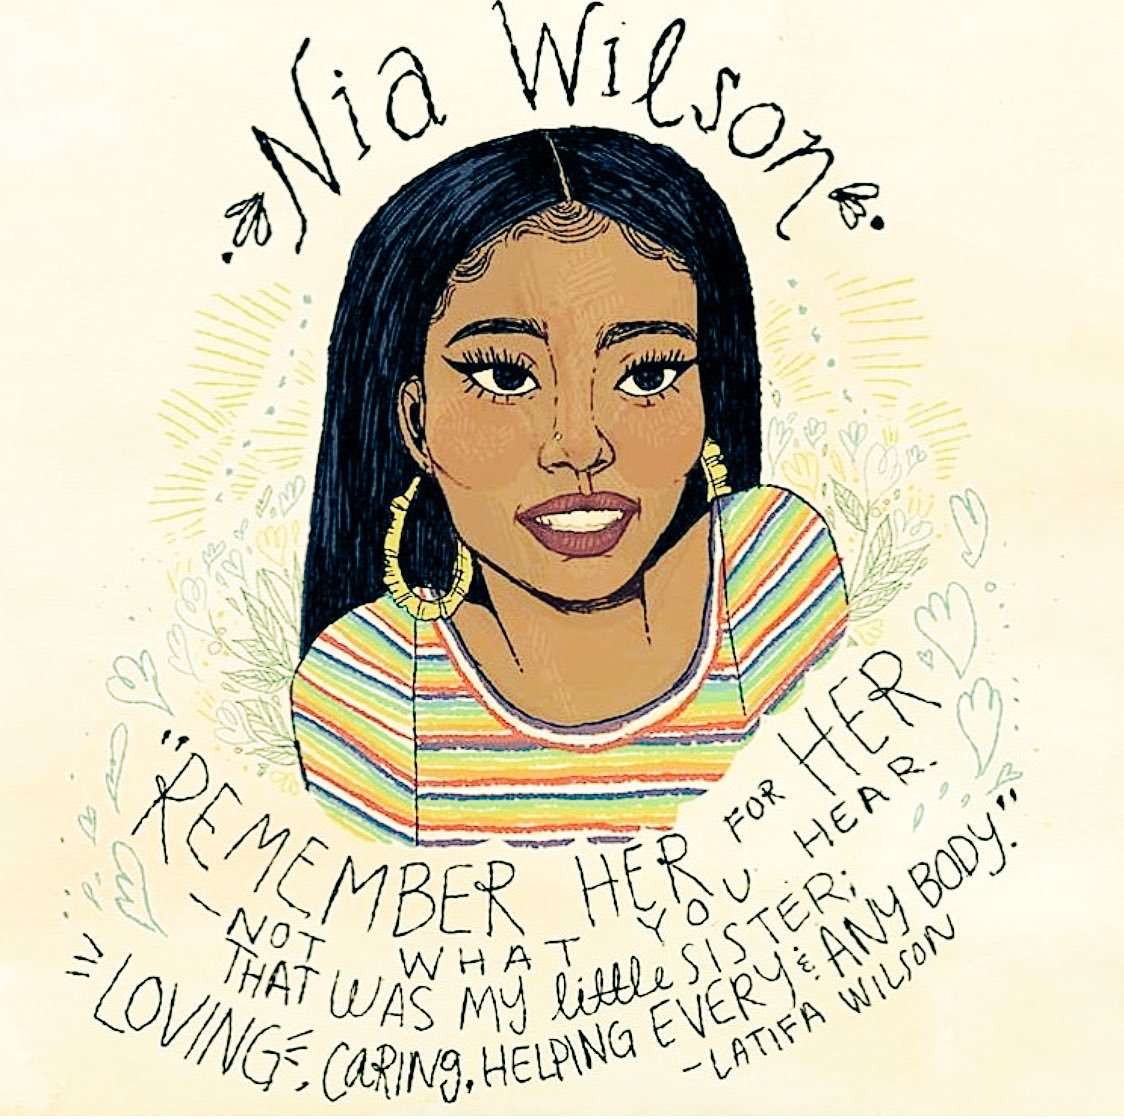 Nia Wilson
"REMEMBER HER FOR HER
-NOT WHAT YOU HEAR.
THAT WAS MY little SISTER;
LOVING, CARING, HELPING EVERY & ANY BODY."
-LATIFA WILSON